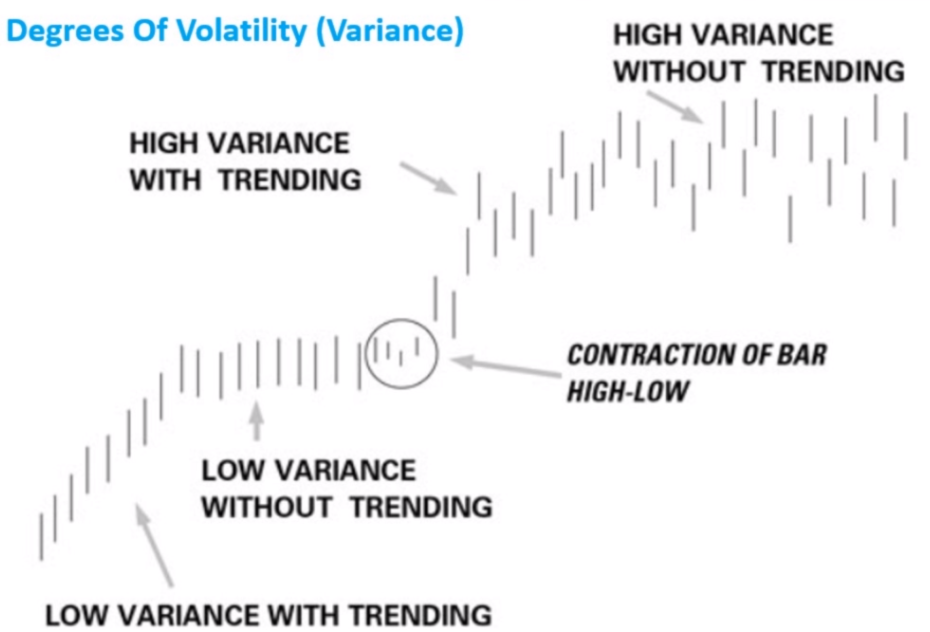 Degrees Of Volatility (Variance)
HIGH VARIANCE
WITHOUT TRENDING
HIGH VARIANCE
WITH TRENDING
CONTRACTION OF BAR
HIGH-LOW
LOW VARIANCE
WITHOUT TRENDING
LOW VARIANCE WITH TRENDING